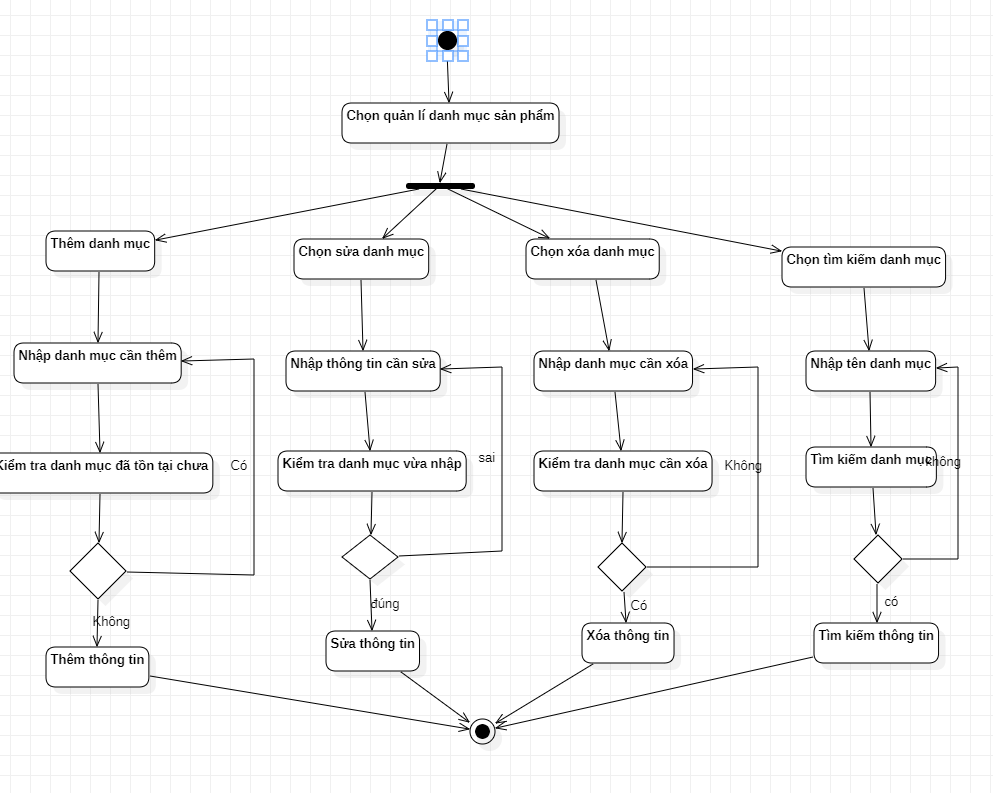 Chọn quản lí danh mục sản phẩm
Thêm danh mục
Chọn sửa danh mục
Chọn xóa danh mục
Chọn tìm kiếm danh mục
Nhập danh mục cần thêm
Nhập thông tin cần sửa
Nhập danh mục cần xóa
Nhập tên danh mục
Kiểm tra danh mục đã tồn tại chưa
Có
Kiểm tra danh mục vừa nhập
sai
Kiểm tra danh mục cần xóa
Không
Tìm kiếm danh mục
không
Không
đúng
Có
có
Thêm thông tin
Sửa thông tin
Xóa thông tin
Tìm kiếm thông tin